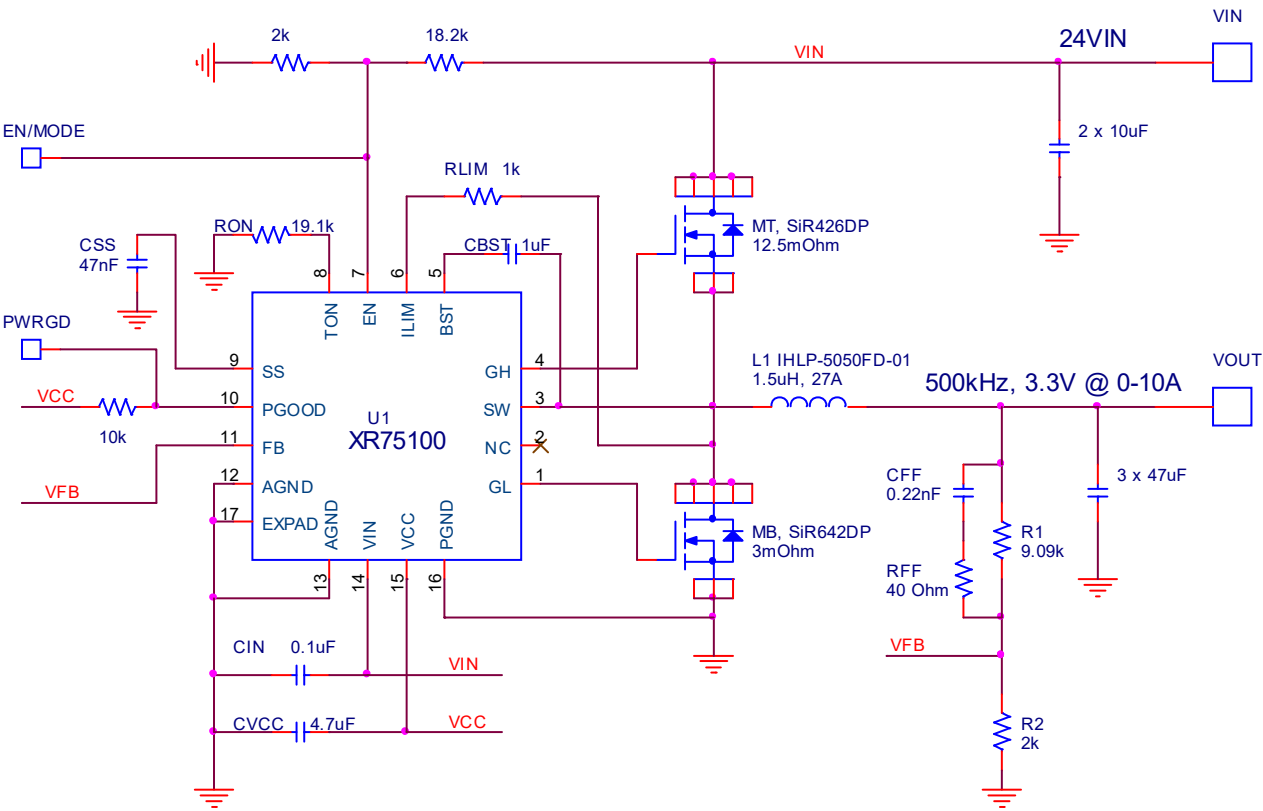 VIN
2k
18.2k
VIN
24VIN
EN/MODE
2 x 10uF
RLIM 1k
RON 19.1k
CSS
47nF
CBST 1uF
MT, SiR426DP
12.5mOhm
8
7
6
5
TON
EN
ILIM
BST
PWRGD
9
SS
GH
4
L1 IHLP-5050FD-01
1.5uH, 27A
500kHz, 3.3V @ 0-10A
VOUT
VCC
10k
10
PGOOD
U1
XR75100
SW
3
11
FB
NC
2
VFB
12
AGND
GL
1
17
EXPAD
AGND
VIN
VCC
PGND
13
14
15
16
MB, SiR642DP
3mOhm
CFF
0.22nF
3 x 47uF
R1
9.09k
RFF
40 Ohm
CIN 0.1uF
VIN
VFB
CVCC 4.7uF
VCC
R2
2k